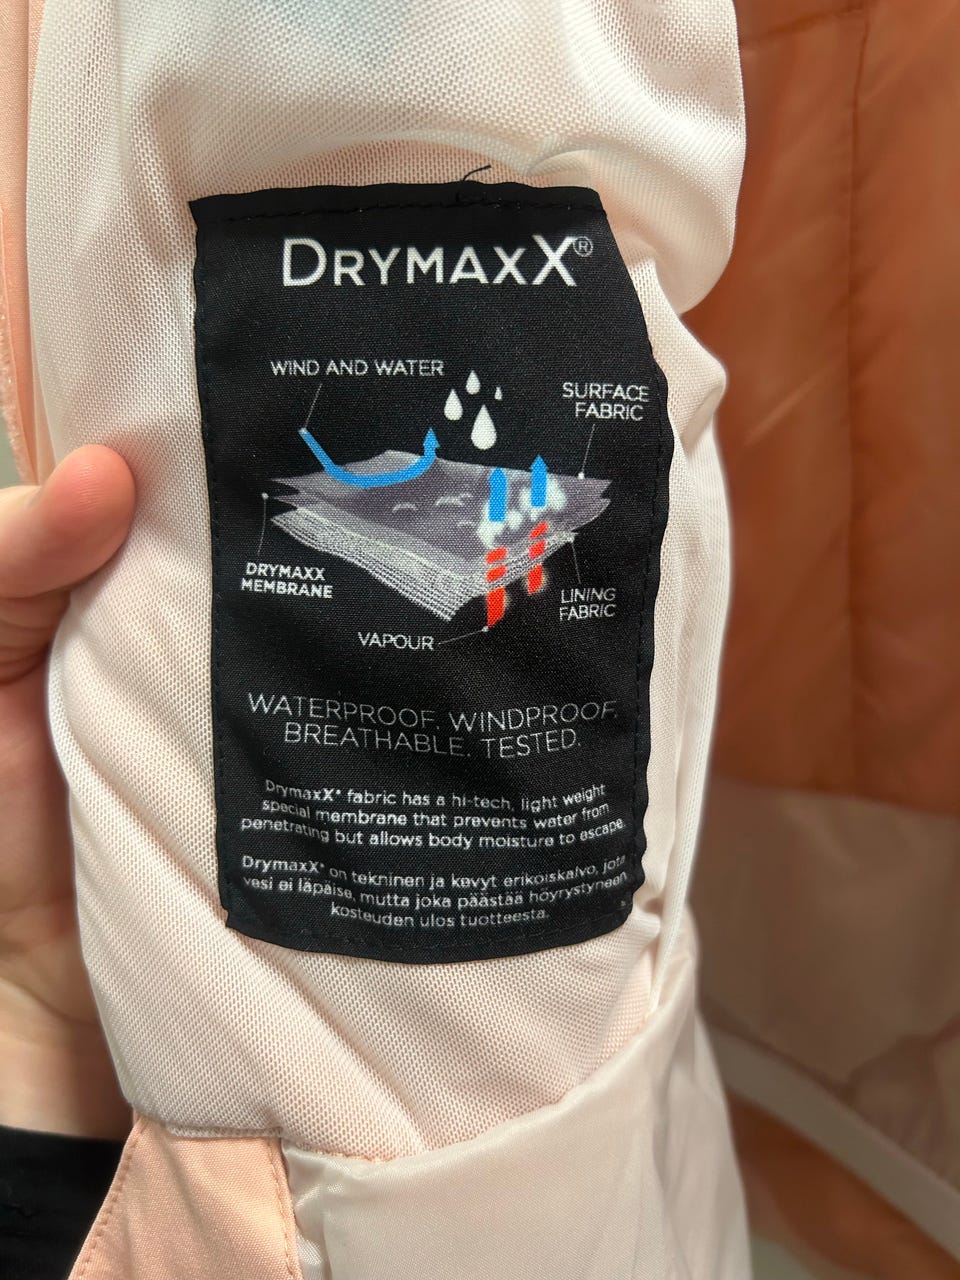 DRYMAXX®
WIND AND WATER
SURFACE
FABRIC
DRYMAXX
MEMBRANE
LINING
FABRIC
VAPOUR
WATERPROOF. WINDPROOF.
BREATHABLE. TESTED.
DrymaxX® fabric has a hi-tech, light weight
special membrane that prevents water from
penetrating but allows body moisture to escape.
DrymaxX® on tekninen ja kevyt erikoiskalvo, jota
vesi ei läpäise, mutta joka päästää höyrystyneen
kosteuden ulos tuotteesta.